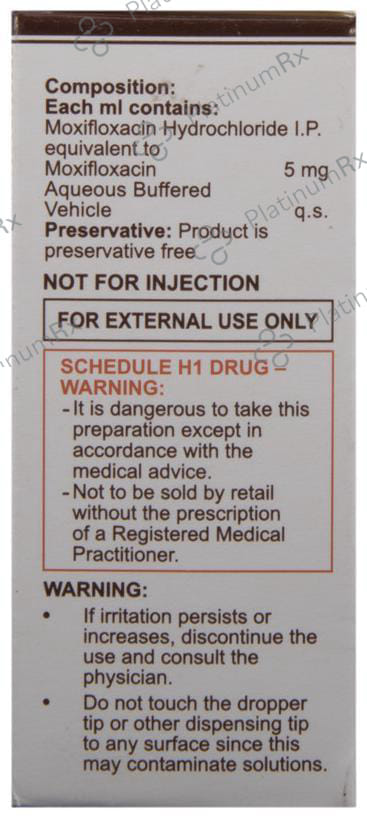 Composition:
Each ml contains:
Moxifloxacin Hydrochloride I.P.
equivalent to
Moxifloxacin 5 mg
Aqueous Buffered
Vehicle q.s.
Preservative: Product is
preservative free
NOT FOR INJECTION
FOR EXTERNAL USE ONLY
SCHEDULE H1 DRUG –
WARNING:
- It is dangerous to take this
preparation except in
accordance with the
medical advice.
- Not to be sold by retail
without the prescription
of a Registered Medical
Practitioner.
WARNING:
• If irritation persists or
increases, discontinue the
use and consult the
physician.
• Do not touch the dropper
tip or other dispensing tip
to any surface since this
may contaminate solutions.
PlatinumRx
PlatinumRx